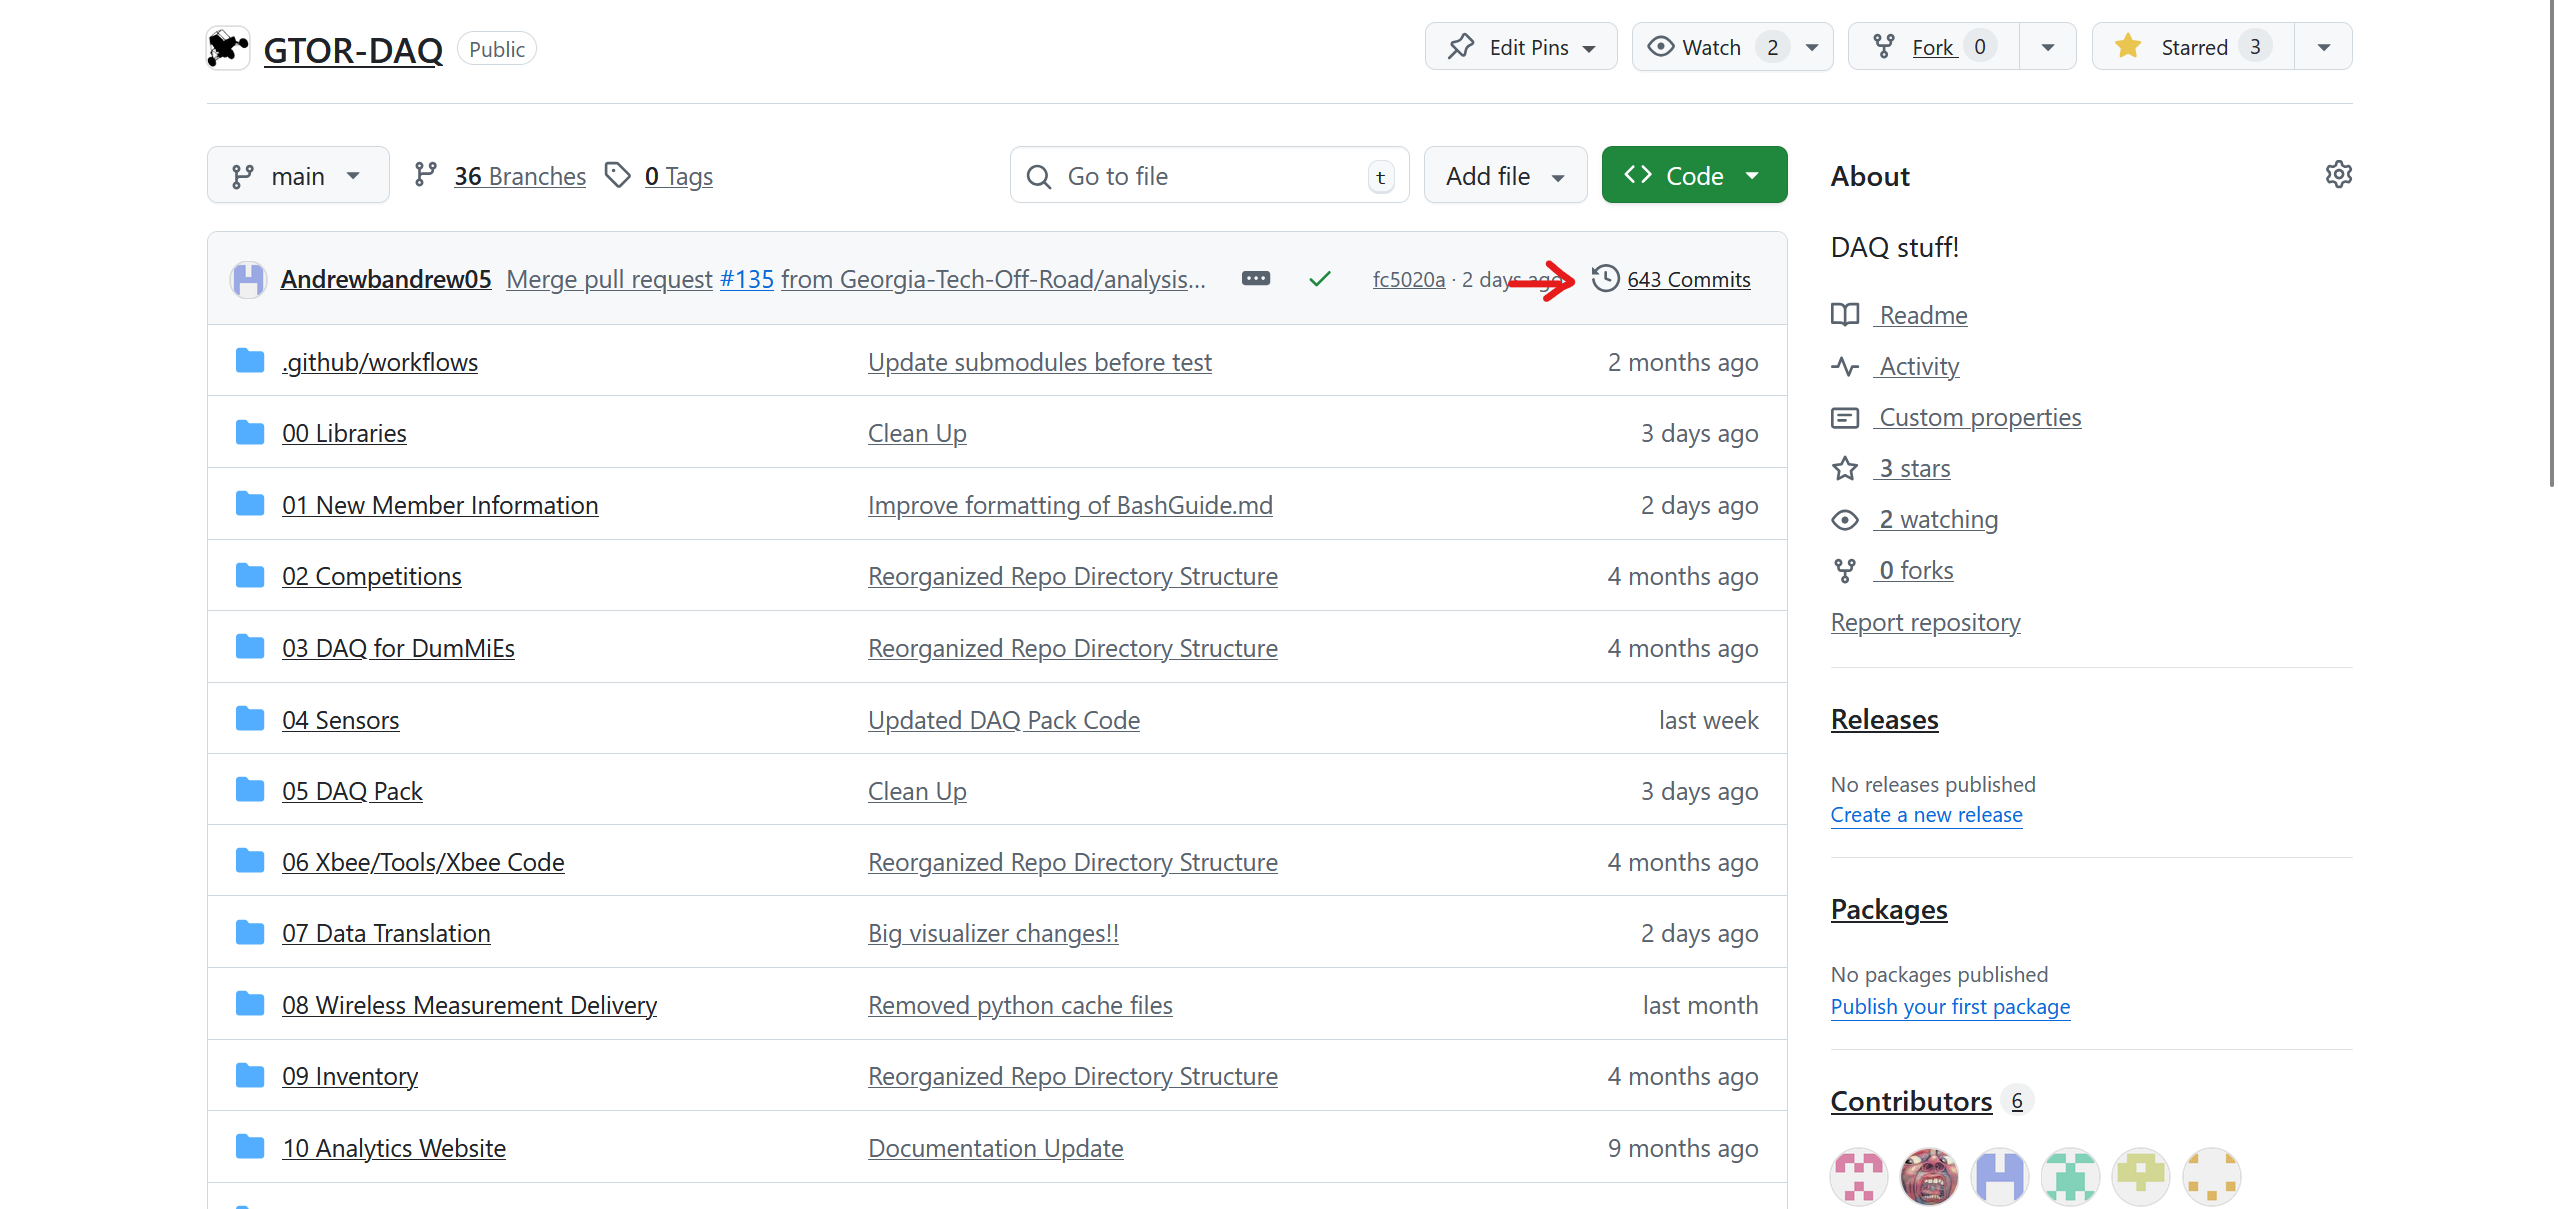 GTOR-DAQ Public Edit Pins Watch 2 Fork 0 Starred 3
main 36 Branches 0 Tags Go to file t Add file Code
Andrewbandrew05 Merge pull request #135 from Georgia-Tech-Off-Road/analysis... fc5020a · 2 days ago 643 Commits
.github/workflows Update submodules before test 2 months ago
00 Libraries Clean Up 3 days ago
01 New Member Information Improve formatting of BashGuide.md 2 days ago
02 Competitions Reorganized Repo Directory Structure 4 months ago
03 DAQ for DumMiEs Reorganized Repo Directory Structure 4 months ago
04 Sensors Updated DAQ Pack Code last week
05 DAQ Pack Clean Up 3 days ago
06 Xbee/Tools/Xbee Code Reorganized Repo Directory Structure 4 months ago
07 Data Translation Big visualizer changes!! 2 days ago
08 Wireless Measurement Delivery Removed python cache files last month
09 Inventory Reorganized Repo Directory Structure 4 months ago
10 Analytics Website Documentation Update 9 months ago
About
DAQ stuff!
Readme
Activity
Custom properties
3 stars
2 watching
0 forks
Report repository
Releases
No releases published
Create a new release
Packages
No packages published
Publish your first package
Contributors 6